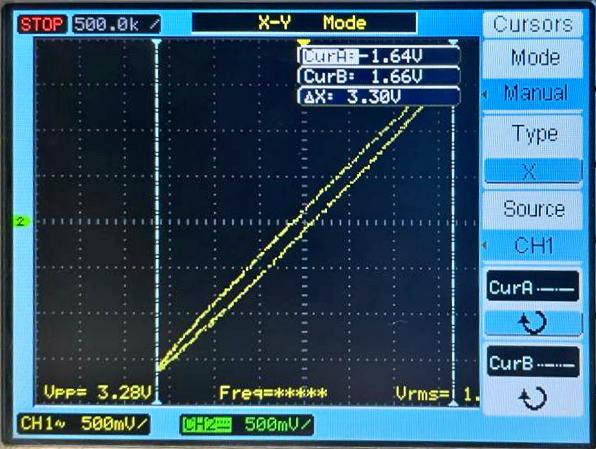 STOP 500.0k X-Y Mode
Cursors
CurA:-1.64V
CurB: 1.66V
ΔX: 3.30V
Mode
Manual
Type
X
Source
CH1
CurA
CurB
2
Vpp= 3.28V Freq=***** Vrms= 1.
CH1~ 500mV/ CH2 500mV/